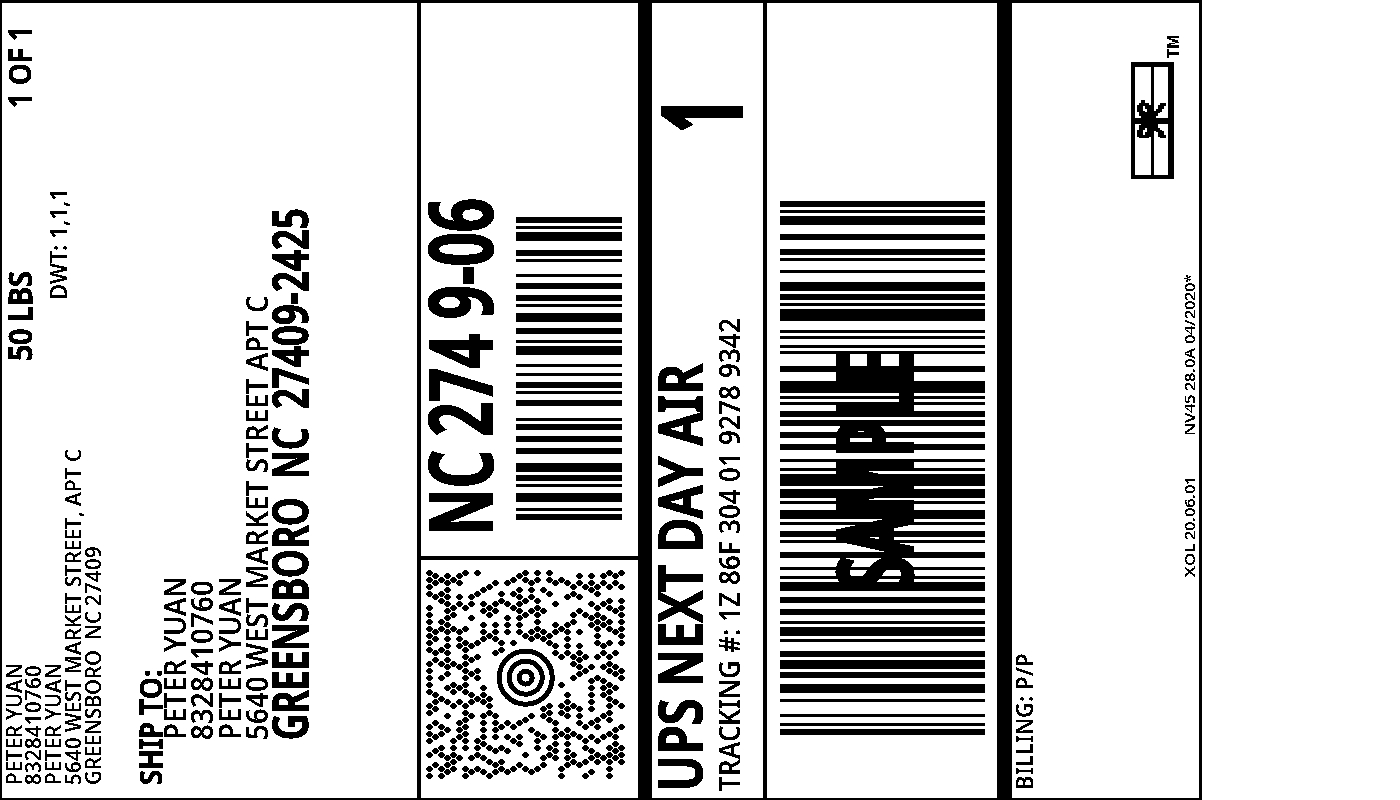 PETER YUAN
8328410760
PETER YUAN
5640 WEST MARKET STREET, APT C
GREENSBORO NC 27409
50 LBS
1 OF 1
DWT: 1,1,1
SHIP TO:
PETER YUAN
8328410760
PETER YUAN
5640 WEST MARKET STREET APT C
GREENSBORO NC 27409-2425
NC 274 9-06
UPS NEXT DAY AIR
1
TRACKING #: 1Z 86F 304 01 9278 9342
SAMPLE
BILLING: P/P
XOL 20.06.01 NV45 28.0A 04/2020*
TM